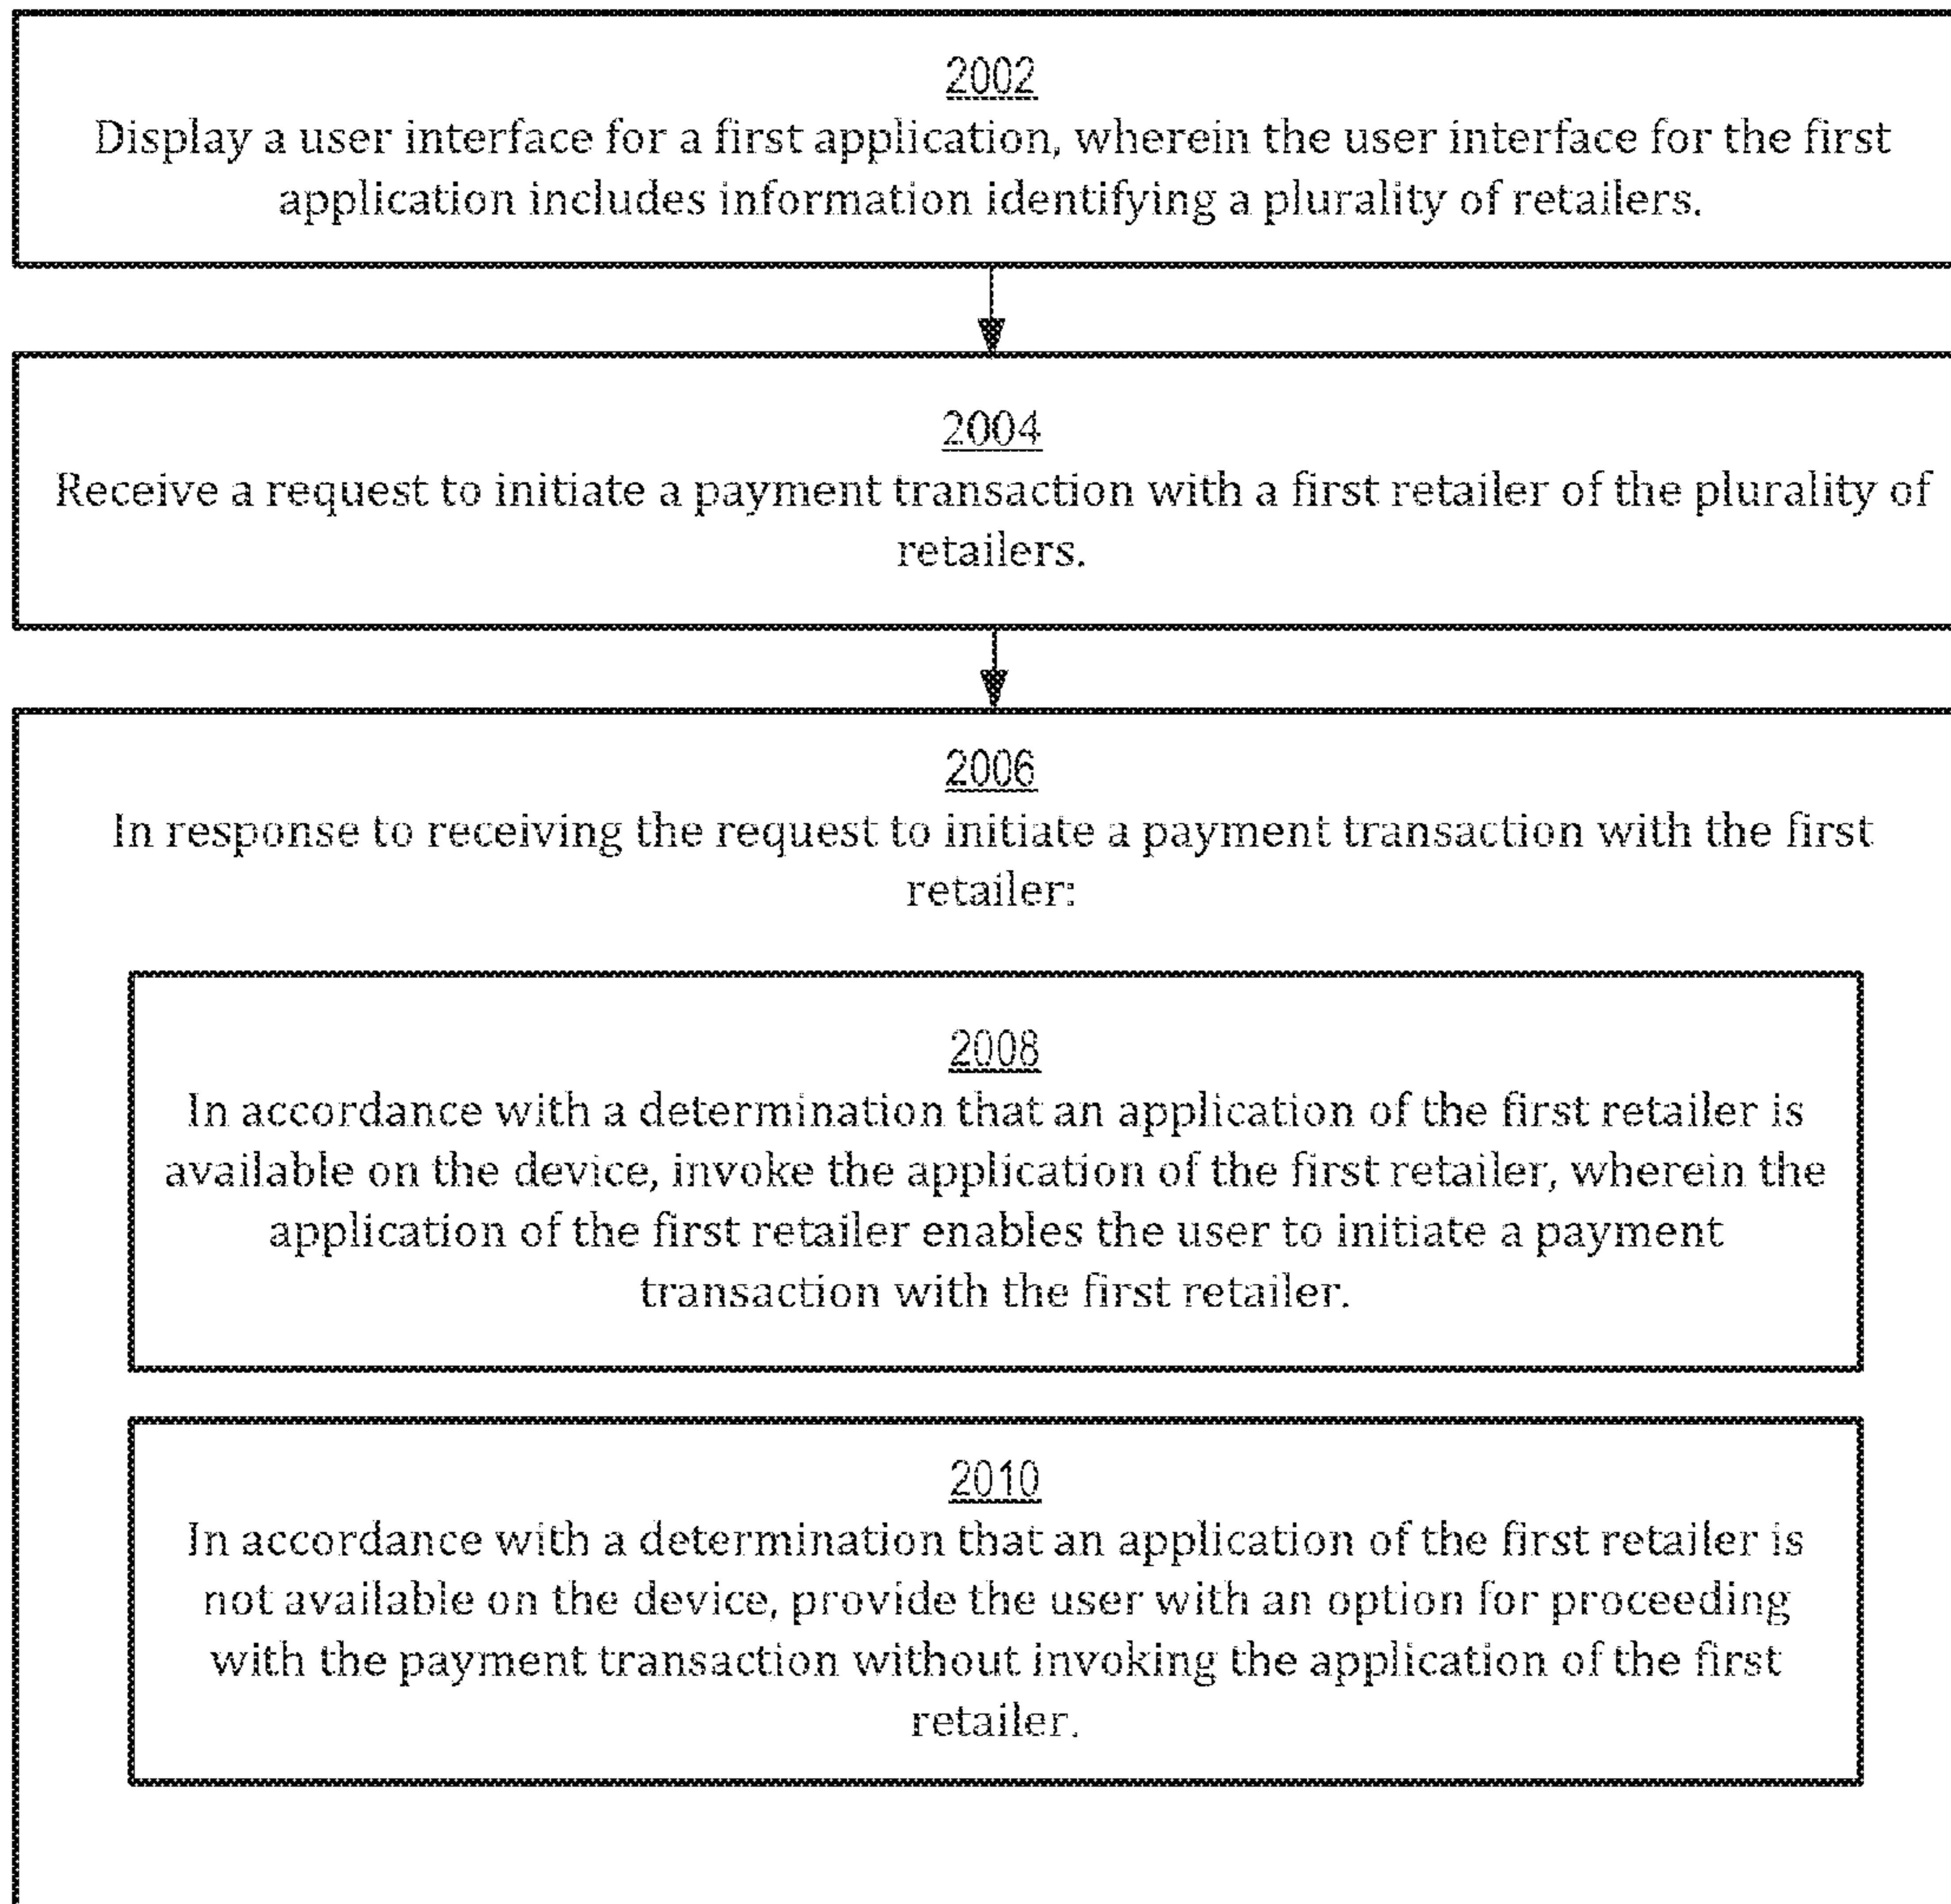 2002
Display a user interface for a first application, wherein the user interface for the first
application includes information identifying a plurality of retailers.
2004
Receive a request to initiate a payment transaction with a first retailer of the plurality of
retailers.
2006
In response to receiving the request to initiate a payment transaction with the first
retailer:
2008
In accordance with a determination that an application of the first retailer is
available on the device, invoke the application of the first retailer, wherein the
application of the first retailer enables the user to initiate a payment
transaction with the first retailer.
2010
In accordance with a determination that an application of the first retailer is
not available on the device, provide the user with an option for proceeding
with the payment transaction without invoking the application of the first
retailer.